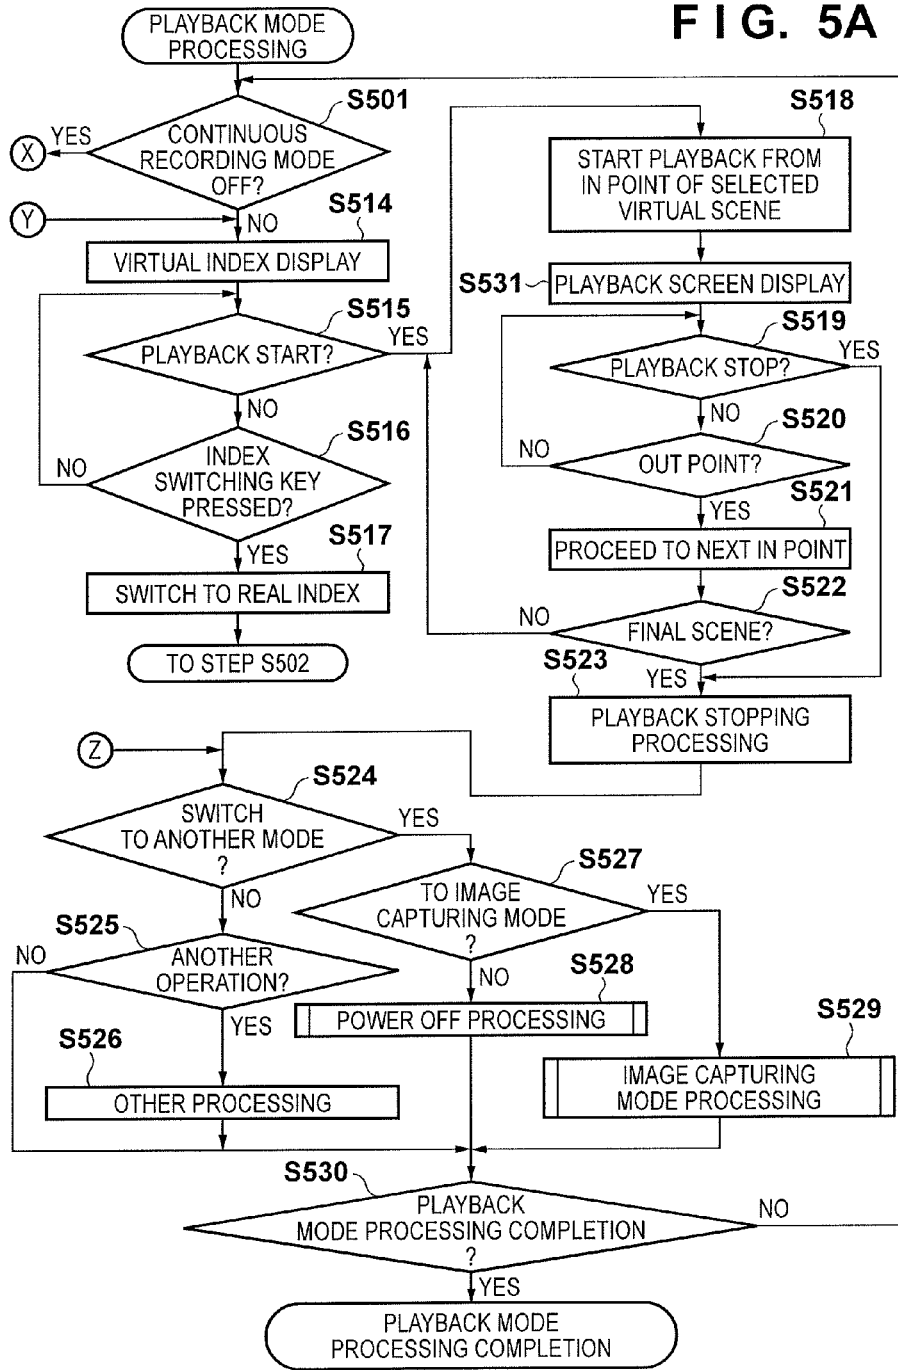 FIG. 5A
PLAYBACK MODE
PROCESSING
S501
CONTINUOUS
RECORDING MODE
OFF?
YES
X
NO
Y
S514
VIRTUAL INDEX DISPLAY
S515
PLAYBACK START?
YES
NO
S516
INDEX
SWITCHING KEY
PRESSED?
NO
YES
S517
SWITCH TO REAL INDEX
TO STEP S502
S518
START PLAYBACK FROM
IN POINT OF SELECTED
VIRTUAL SCENE
S531
PLAYBACK SCREEN DISPLAY
S519
PLAYBACK STOP?
YES
NO
S520
OUT POINT?
NO
YES
S521
PROCEED TO NEXT IN POINT
S522
FINAL SCENE?
NO
YES
S523
PLAYBACK STOPPING
PROCESSING
Z
S524
SWITCH
TO ANOTHER MODE
?
YES
NO
S525
ANOTHER
OPERATION?
NO
YES
S526
OTHER PROCESSING
S527
TO IMAGE
CAPTURING MODE
?
YES
NO
S528
POWER OFF PROCESSING
S529
IMAGE CAPTURING
MODE PROCESSING
S530
PLAYBACK
MODE PROCESSING COMPLETION
?
NO
YES
PLAYBACK MODE
PROCESSING COMPLETION